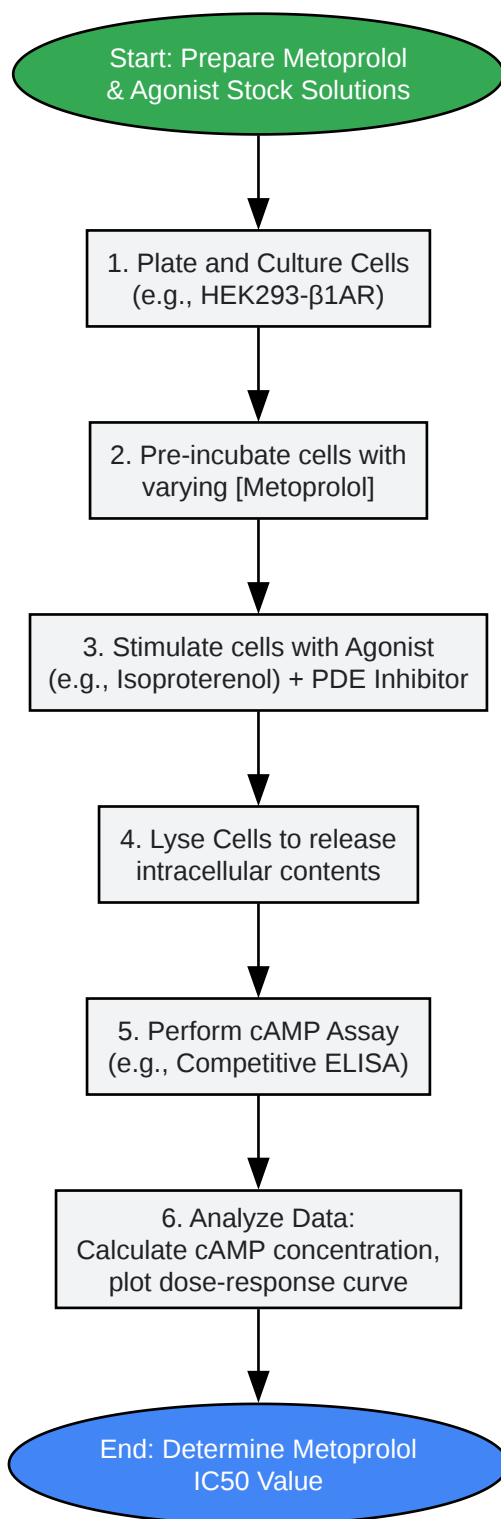 Start: Prepare Metoprolol
& Agonist Stock Solutions
1. Plate and Culture Cells
(e.g., HEK293-β1AR)
2. Pre-incubate cells with
varying [Metoprolol]
3. Stimulate cells with Agonist
(e.g., Isoproterenol) + PDE Inhibitor
4. Lyse Cells to release
intracellular contents
5. Perform cAMP Assay
(e.g., Competitive ELISA)
6. Analyze Data:
Calculate cAMP concentration,
plot dose-response curve
End: Determine Metoprolol
IC50 Value